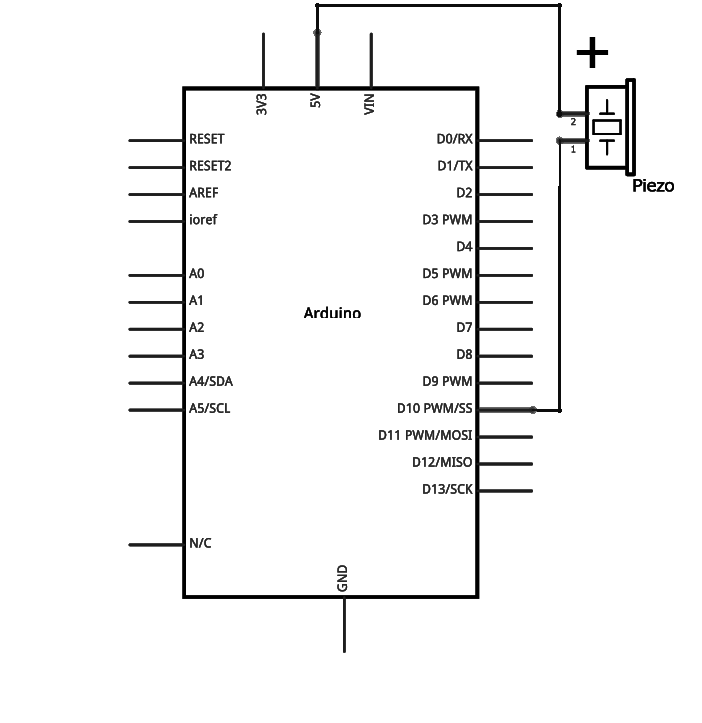 +
3V3
5V
VIN
2
1
Piezo
RESET
RESET2
AREF
ioref
A0
A1
A2
A3
A4/SDA
A5/SCL
N/C
Arduino
D0/RX
D1/TX
D2
D3 PWM
D4
D5 PWM
D6 PWM
D7
D8
D9 PWM
D10 PWM/SS
D11 PWM/MOSI
D12/MISO
D13/SCK
GND